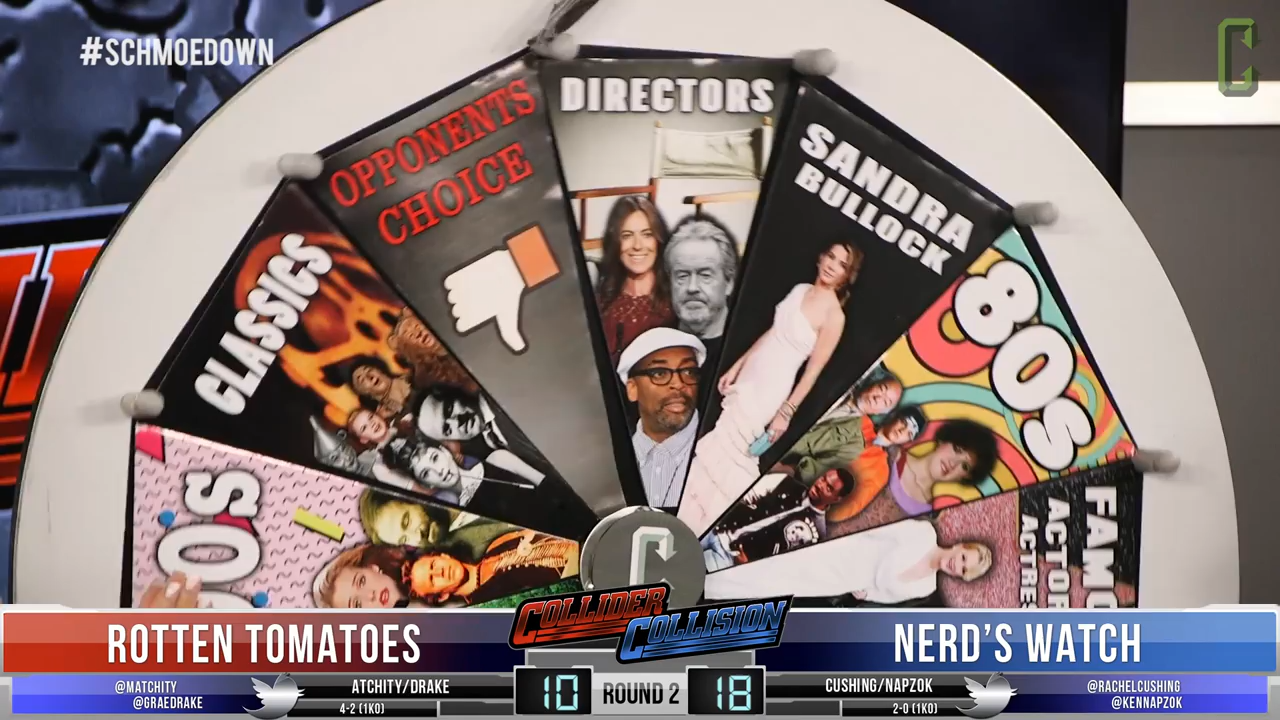 #SCHMOEDOWN
OPPONENTS
CHOICE
DIRECTORS
SANDRA
BULLOCK
CLASSICS
80S
0'S
ROTTEN TOMATOES
COLLIDER
COLLISION
NERD'S WATCH
@MATCHITY
@GRAEDRAKE
ATCHITY/DRAKE
4-2 (1KO)
10
ROUND 2
18
CUSHING/NAPZOK
2-0 (1KO)
@RACHELCUSHING
@KENNAPZOK